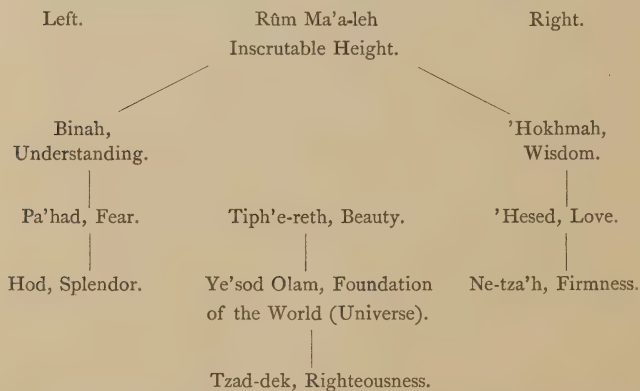 Left.
Rûm Ma'a-leh
Right.
Inscrutable Height.
Binah,
Understanding.
'Hokhmah,
Wisdom.
Pa'had, Fear.
Tiph'e-reth, Beauty.
'Hesed, Love.
Hod, Splendor.
Ye'sod Olam, Foundation
of the World (Universe).
Ne-tza'h, Firmness.
Tzad-dek, Righteousness.